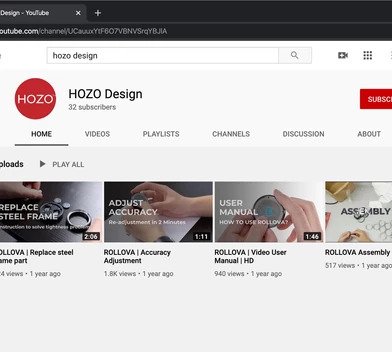 Design - YouTube
outube.com/channel/UCauuxYtF6O7VBNVSrqYBJIA
hozo design
HOZO
HOZO Design
32 subscribers
SUBSC
HOME VIDEOS PLAYLISTS CHANNELS DISCUSSION ABOUT
ploads PLAY ALL
REPLACE
STEEL FRAME
nstruction to solve tightness problem
2:06
ADJUST
ACCURACY
Re-adjustment in 2 Minutes
1:11
USER
MANUAL
HOW TO USE ROLLOVA?
1:46
ASSEMBLY
OLLOVA | Replace steel
ame part
4 views • 1 year ago
ROLLOVA | Accuracy
Adjustment
1.8K views • 1 year ago
ROLLOVA | Video User
Manual | HD
940 views • 1 year ago
ROLLOVA Assembly
517 views • 1 year ago